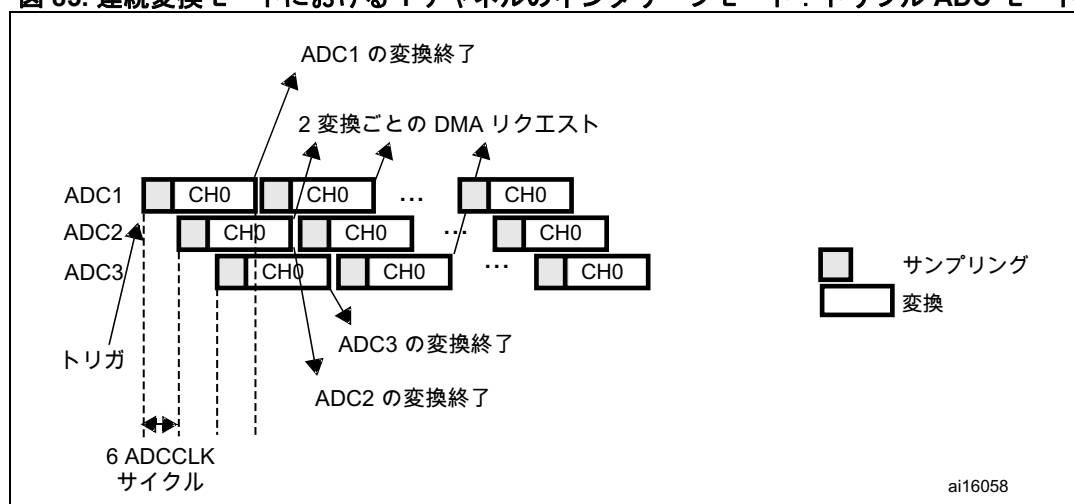 ADC1 の変換終了
2 変換ごとの DMA リクエスト
ADC1 CH0 CH0 ... CH0
ADC2 CH0 CH0 ... CH0
ADC3 CH0 CH0 ... CH0
サンプリング
変換
トリガ
ADC3 の変換終了
ADC2 の変換終了
6 ADCCLK
サイクル
ai16058